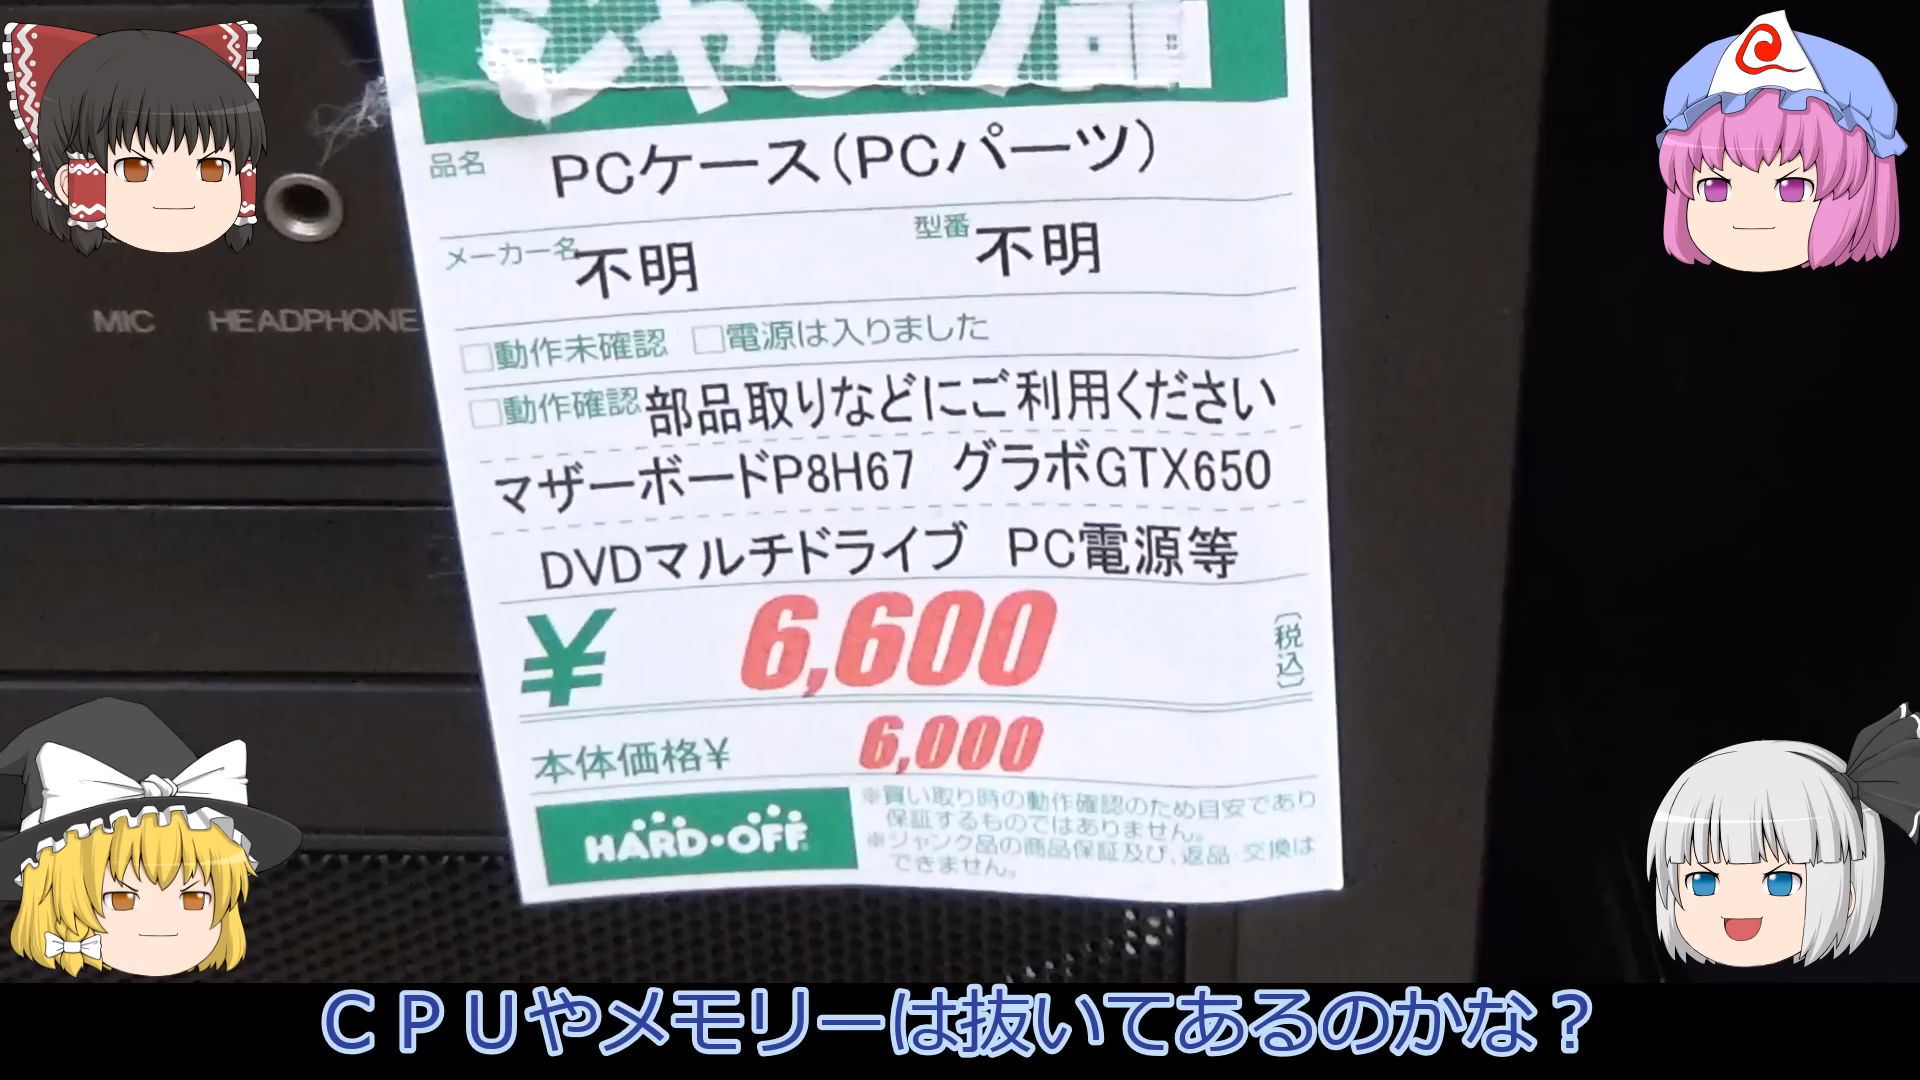 ジャンク品
品名 PCケース(PCパーツ)
メーカー名 不明 型番 不明
□動作未確認 □電源は入りました
□動作確認 部品取りなどにご利用ください
マザーボードP8H67 グラボGTX650
DVDマルチドライブ PC電源等
¥ 6,600 (税込)
本体価格¥ 6,000
HARD・OFF
※買い取り時の動作確認のため目安であり
保証するものではありません。
※ジャンク品の商品保証及び、返品・交換は
できません。
MIC HEADPHONE
CPUやメモリーは抜いてあるのかな?